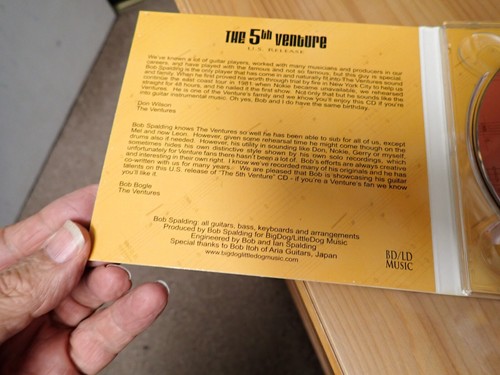 THE 5th VENTURE
U.S. RELEASE
We've known a lot of guitar players, worked with many musicians and producers in our
careers, and have played with the famous and not so famous, but this guy is special.
Bob Spalding is the only player that has come in and naturally fit into The Ventures sound
and family. When he first proved his worth through trial by fire in New York City to help us
continue the east coast tour in 1981 when Nokie became unavailable, we rehearsed
straight for 48 hours, and he nailed it the first show. Not only that but he sounds like the
Ventures. He is one of the Venture's family and we know you'll enjoy this CD if you're
into guitar instrumental music. Oh yes, Bob and I do have the same birthday.
Don Wilson
The Ventures
Bob Spalding knows The Ventures so well he has been able to sub for all of us, except
Mel and now Leon. However, given some rehearsal time he might come though on the
drums also if needed. However, his utility in sounding like Don, Nokie, Gerry or myself,
sometimes hides his own distinctive style shown by his own solo recordings, which
unfortunately for Venture fans there hasn't been a lot of. Bob's efforts are always creative
and interesting in their own right. I know we've recorded many of his originals and he has
co-written with us for many years. We are pleased that Bob is showcasing his guitar
talents on this U.S. release of "The 5th Venture" CD - if you're a Venture's fan we know
you'll like it.
Bob Bogle
The Ventures
Bob Spalding: all guitars, bass, keyboards and arrangements
Produced by Bob Spalding for BigDog/LittleDog Music
Engineered by Bob and Ian Spalding
Special thanks to Bob Itoh of Aria Guitars, Japan
www.bigdoglittledogmusic.com
BD/LD
MUSIC